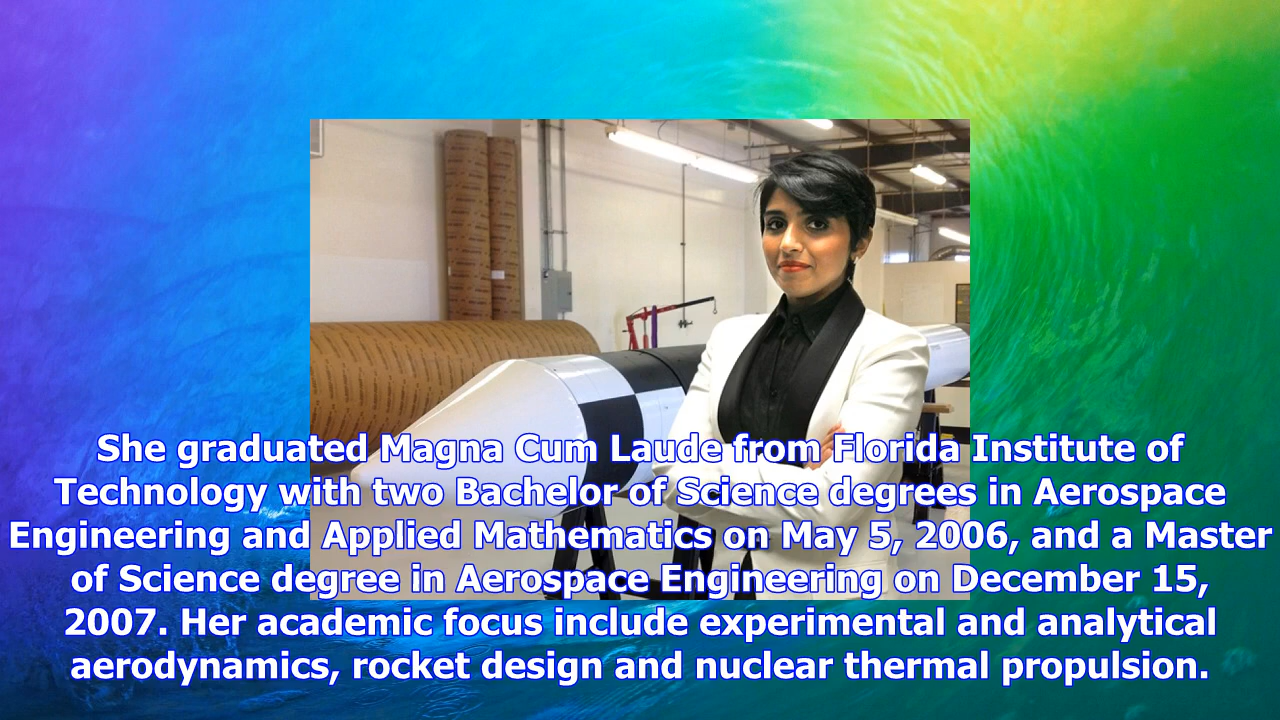 She graduated Magna Cum Laude from Florida Institute of
Technology with two Bachelor of Science degrees in Aerospace
Engineering and Applied Mathematics on May 5, 2006, and a Master
of Science degree in Aerospace Engineering on December 15,
2007. Her academic focus include experimental and analytical
aerodynamics, rocket design and nuclear thermal propulsion.